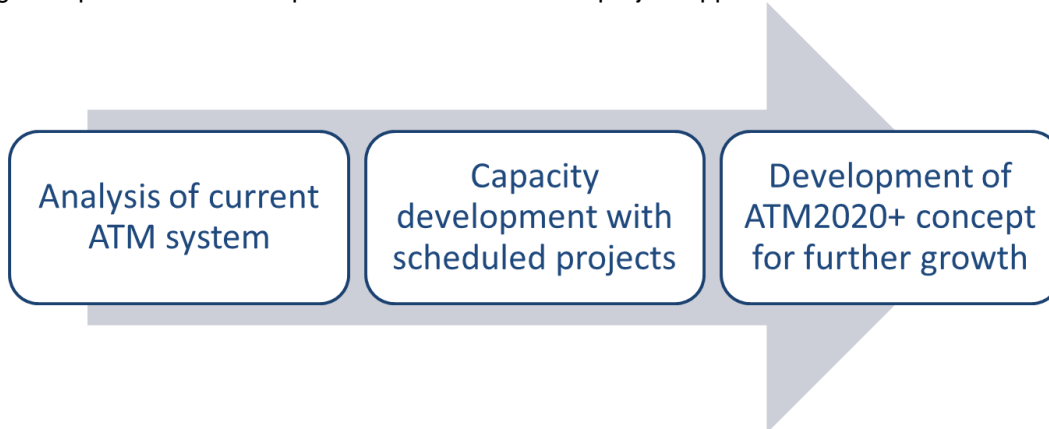 Analysis of current
ATM system
Capacity
development with
scheduled projects
Development of
ATM2020+ concept
for further growth